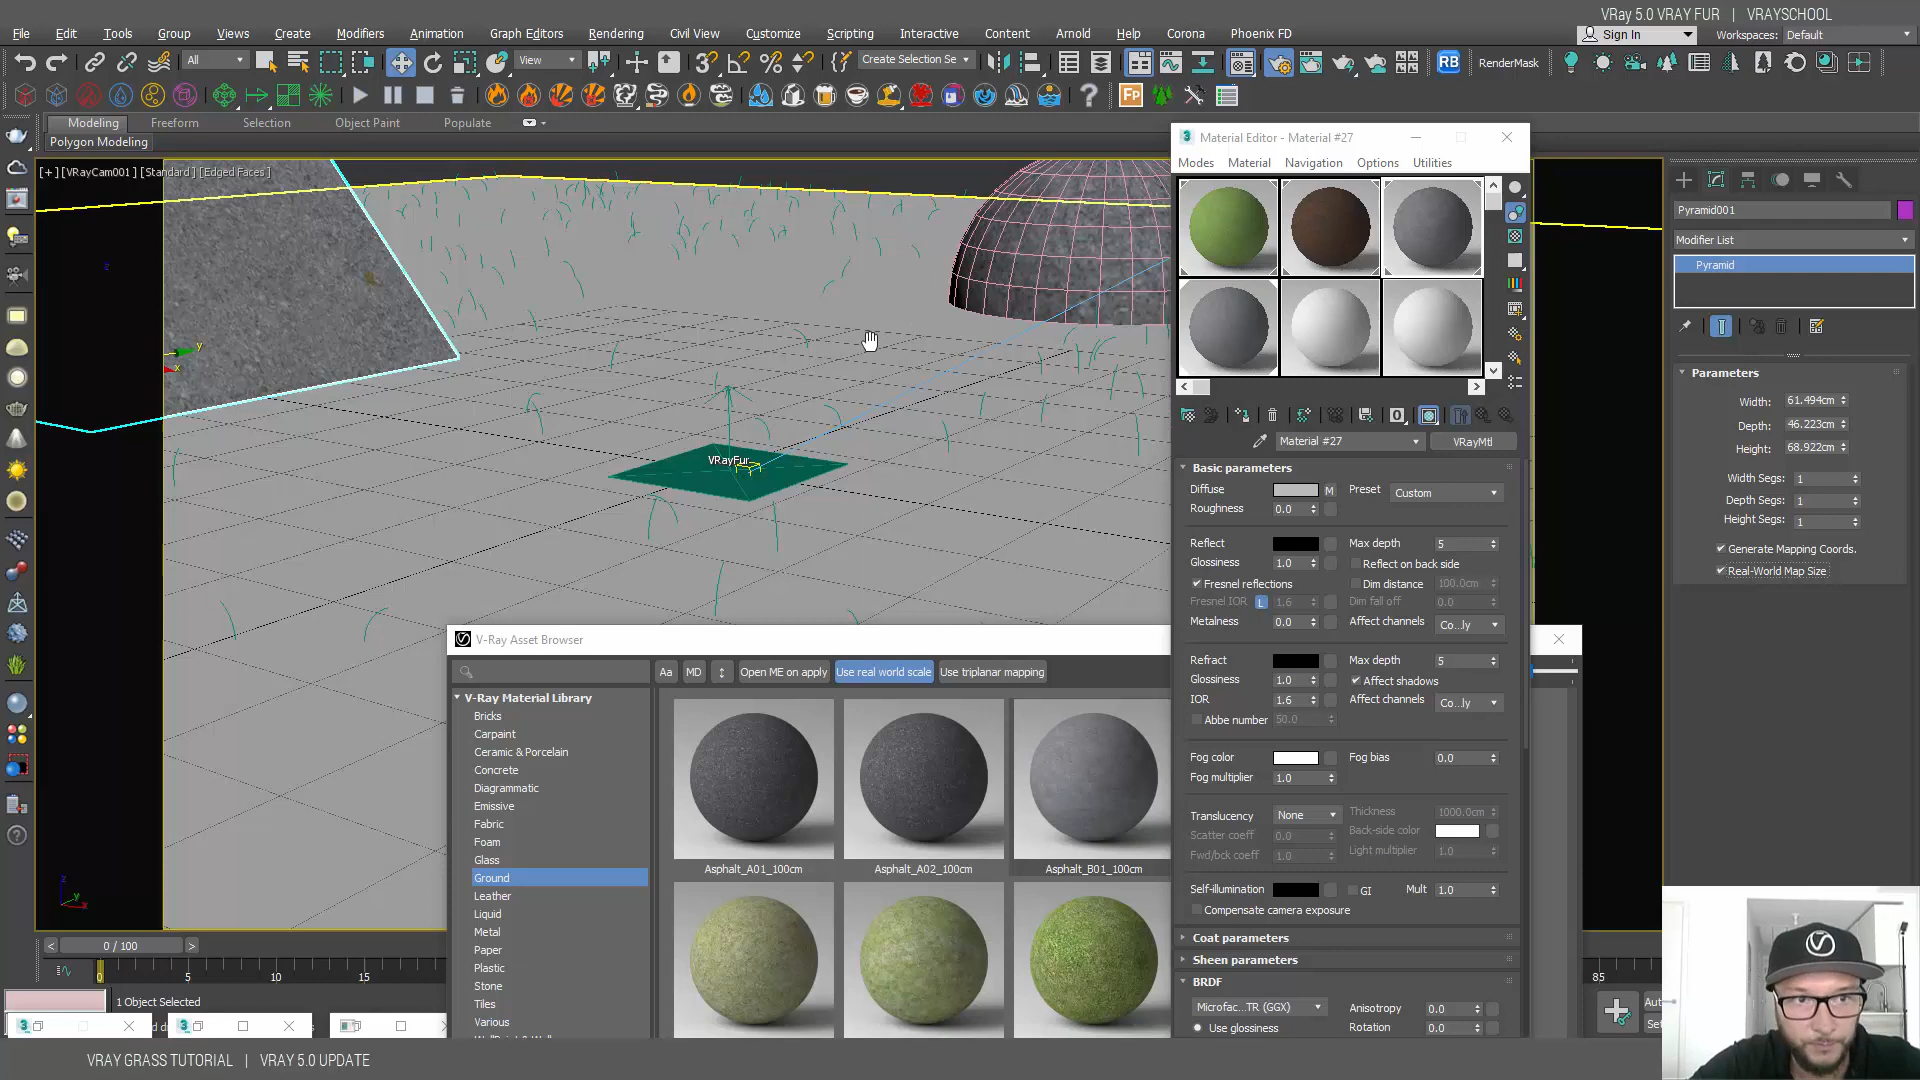 VRay 5.0 VRAY FUR | VRAYSCHOOL
File Edit Tools Group Views Create Modifiers Animation Graph Editors Rendering Civil View Customize Scripting Interactive Content Arnold Help Corona Phoenix FD
Sign In Workspaces: Default
All View Create Selection Se RB RenderMask
Modeling Freeform Selection Object Paint Populate
Polygon Modeling
[+] [VRayCam001] [Standard] [Edged Faces]
VRayFur
Material Editor - Material #27
Modes Material Navigation Options Utilities
Material #27 VRayMtl
Basic parameters
Diffuse M Preset Custom
Roughness 0.0
Reflect Max depth 5
Glossiness 1.0 Reflect on back side
Fresnel reflections Dim distance 100.0cm
Fresnel IOR L 1.6 Dim fall off 0.0
Metalness 0.0 Affect channels Co...ly
Refract Max depth 5
Glossiness 1.0 Affect shadows
IOR 1.6 Affect channels Co...ly
Abbe number 50.0
Fog color Fog bias 0.0
Fog multiplier 1.0
Translucency None Thickness 1000.0cm
Scatter coeff 0.0 Back-side color
Fwd/bck coeff 1.0 Light multiplier 1.0
Self-illumination GI Mult 1.0
Compensate camera exposure
Coat parameters
Sheen parameters
BRDF
Microfac...TR (GGX) Anisotropy 0.0
Use glossiness Rotation 0.0
Pyramid001
Modifier List
Pyramid
Parameters
Width: 61.494cm
Depth: 46.223cm
Height: 68.922cm
Width Segs: 1
Depth Segs: 1
Height Segs: 1
Generate Mapping Coords.
Real-World Map Size
V-Ray Asset Browser
Aa MD Open ME on apply Use real world scale Use triplanar mapping
V-Ray Material Library
Bricks
Carpaint
Ceramic & Porcelain
Concrete
Diagrammatic
Emissive
Fabric
Foam
Glass
Ground
Leather
Liquid
Metal
Paper
Plastic
Stone
Tiles
Various
Asphalt_A01_100cm Asphalt_A02_100cm Asphalt_B01_100cm
0 / 100
0 5 10 15 85
1 Object Selected
VRAY GRASS TUTORIAL | VRAY 5.0 UPDATE